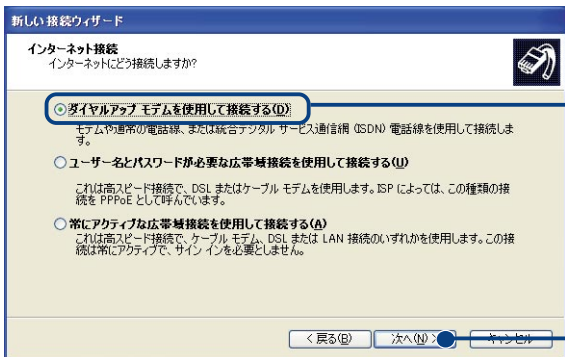 新しい接続ウィザード
インターネット接続
インターネットにどう接続しますか?
ダイヤルアップ モデムを使用して接続する(D)
モデムや通常の電話線、または統合デジタル サービス通信網 (ISDN) 電話線を使用して接続しま
す。
ユーザー名とパスワードが必要な広帯域接続を使用して接続する(U)
これは高スピード接続で、DSL またはケーブル モデムを使用します。ISP によっては、この種類の接
続を PPPoE として呼んでいます。
常にアクティブな広帯域接続を使用して接続する(A)
これは高スピード接続で、ケーブル モデム、DSL または LAN 接続のいずれかを使用します。この接
続は常にアクティブで、サイン インを必要としません。
< 戻る(B) 次へ(N) > キャンセル